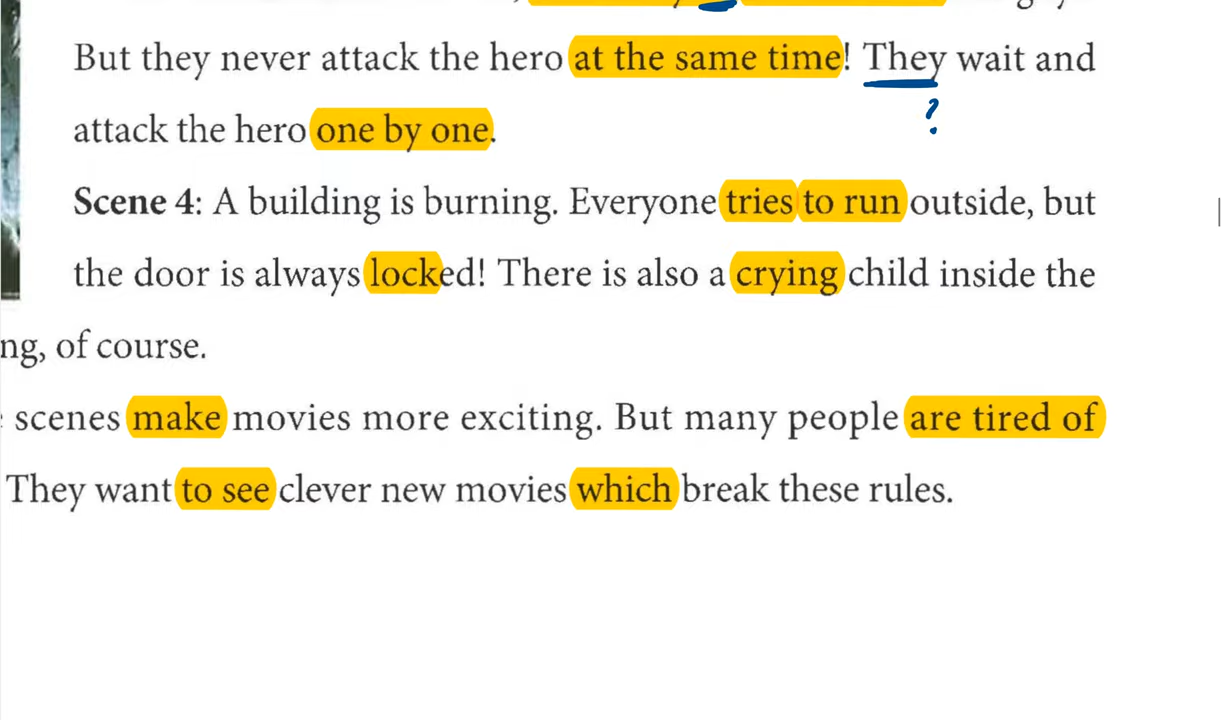 But they never attack the hero at the same time! They wait and
?
attack the hero one by one.
Scene 4: A building is burning. Everyone tries to run outside, but
the door is always locked! There is also a crying child inside the
ng, of course.
scenes make movies more exciting. But many people are tired of
They want to see clever new movies which break these rules.